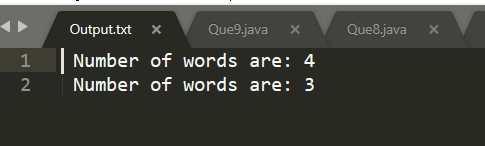 Output.txt × Que9.java × Que8.java ×
1 Number of words are: 4
2 Number of words are: 3